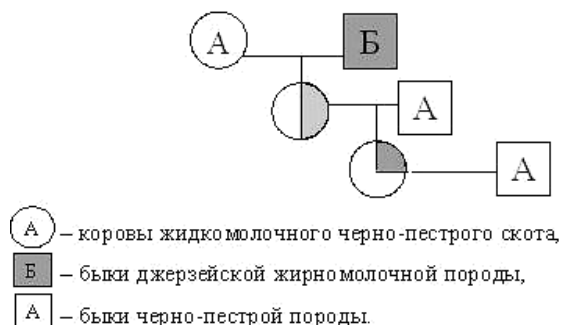 А Б
А
А
А – коровы жидкомолочного черно-пестрого скота,
Б – быки джерзейской жирномолочной породы,
А – быки черно-пестрой породы.